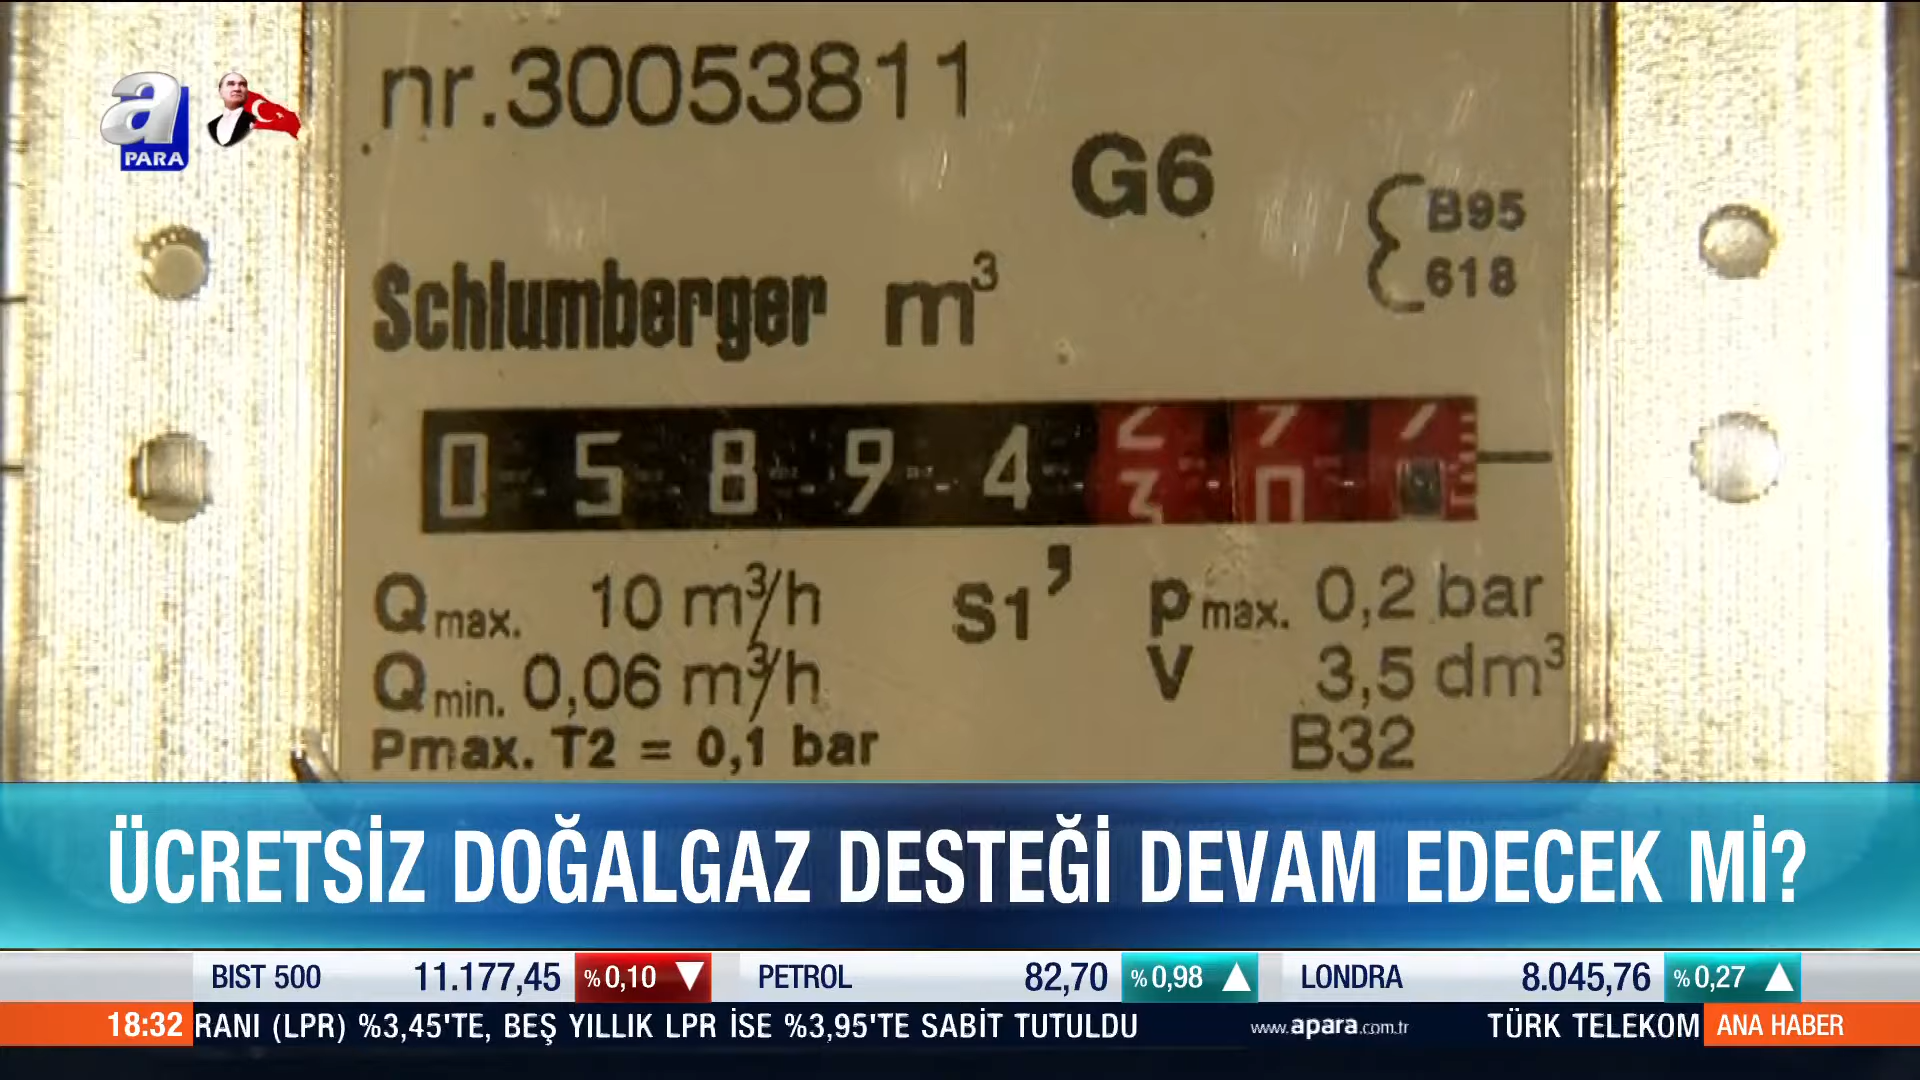 a
PARA
nr.30053811
G6
B95
618
Schlumberger m³
0 5 8 9 4
Qmax. 10 m³/h
S1’
pmax. 0,2 bar
Qmin. 0,06 m³/h
V 3,5 dm³
Pmax. T2 = 0,1 bar
B32
ÜCRETSİZ DOĞALGAZ DESTEĞİ DEVAM EDECEK Mİ?
BIST 500 11.177,45 %0,10 ▼ PETROL 82,70 %0,98 ▲ LONDRA 8.045,76 %0,27 ▲
18:32 RANI (LPR) %3,45'TE, BEŞ YILLIK LPR İSE %3,95'TE SABİT TUTULDU www.apara.com.tr TÜRK TELEKOM ANA HABER